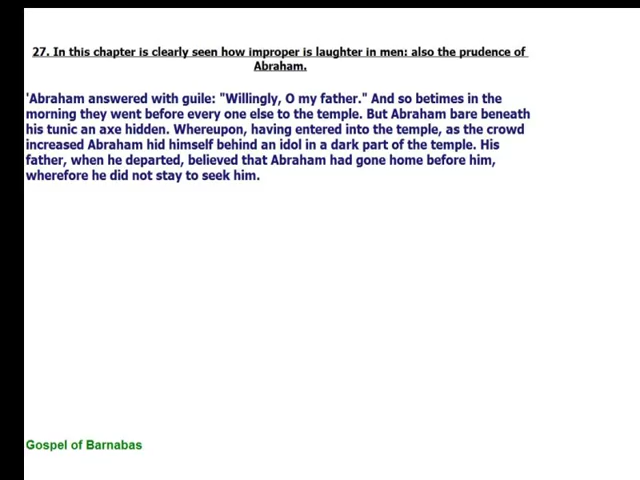 27. In this chapter is clearly seen how improper is laughter in men: also the prudence of
Abraham.
'Abraham answered with guile: "Willingly, O my father." And so betimes in the
morning they went before every one else to the temple. But Abraham bare beneath
his tunic an axe hidden. Whereupon, having entered into the temple, as the crowd
increased Abraham hid himself behind an idol in a dark part of the temple. His
father, when he departed, believed that Abraham had gone home before him,
wherefore he did not stay to seek him.
Gospel of Barnabas